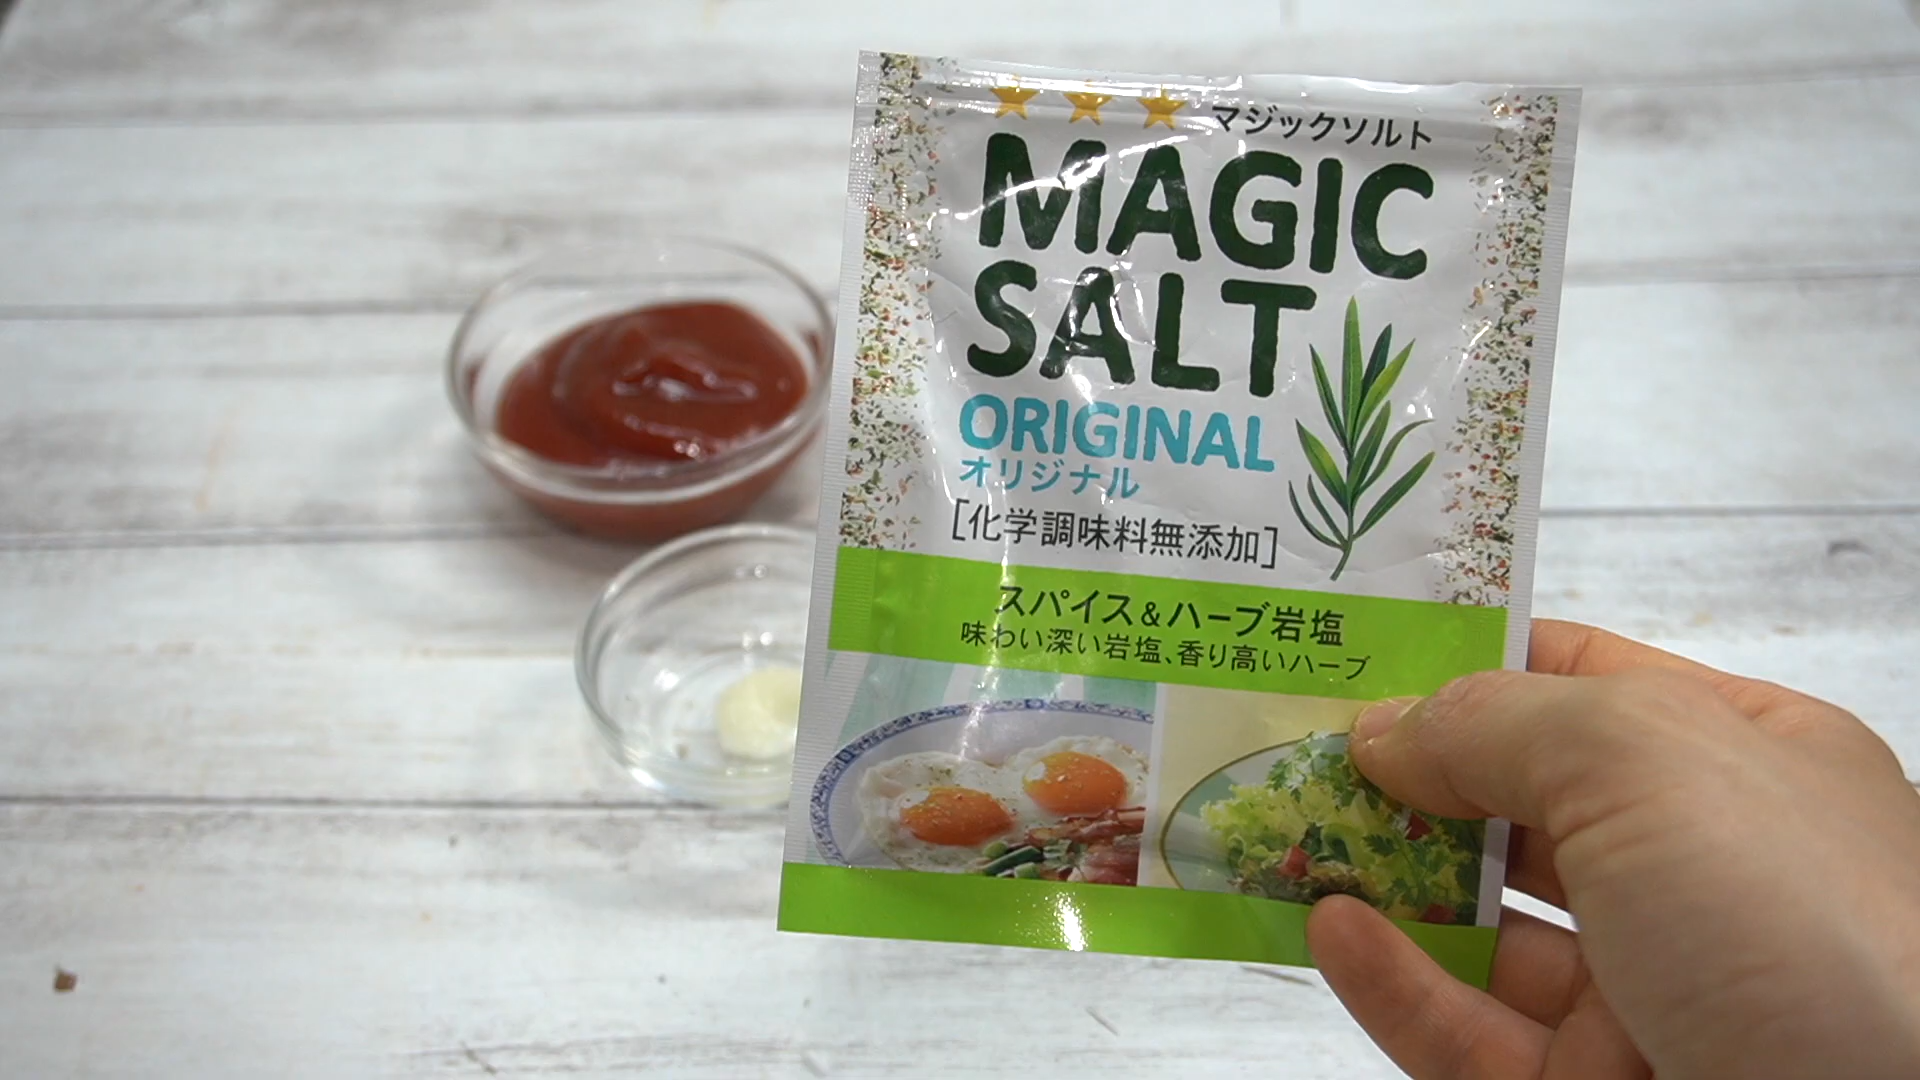 マジックソルト
MAGIC
SALT
ORIGINAL
オリジナル
[化学調味料無添加]
スパイス&ハーブ岩塩
味わい深い岩塩、香り高いハーブ